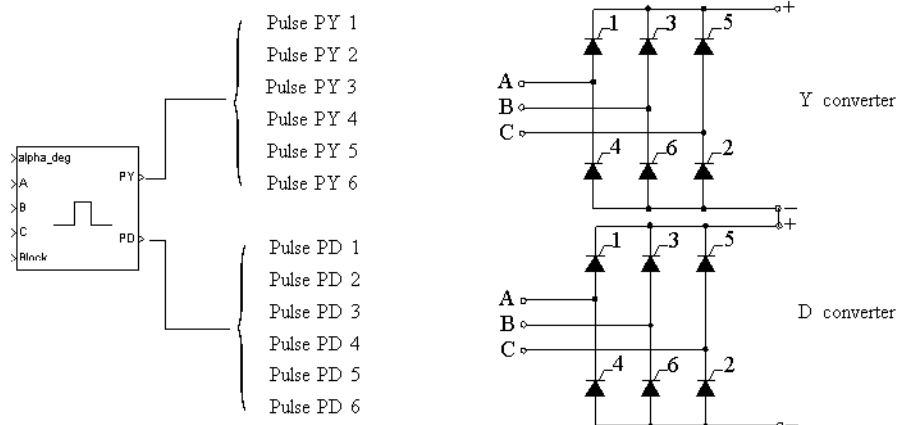 alpha_deg
A
B
C
Block
PY
PD
Pulse PY 1
Pulse PY 2
Pulse PY 3
Pulse PY 4
Pulse PY 5
Pulse PY 6
Pulse PD 1
Pulse PD 2
Pulse PD 3
Pulse PD 4
Pulse PD 5
Pulse PD 6
1 3 5 +
A
B
C
4 6 2
−
Y converter
+
1 3 5
A
B
C
4 6 2
−
D converter